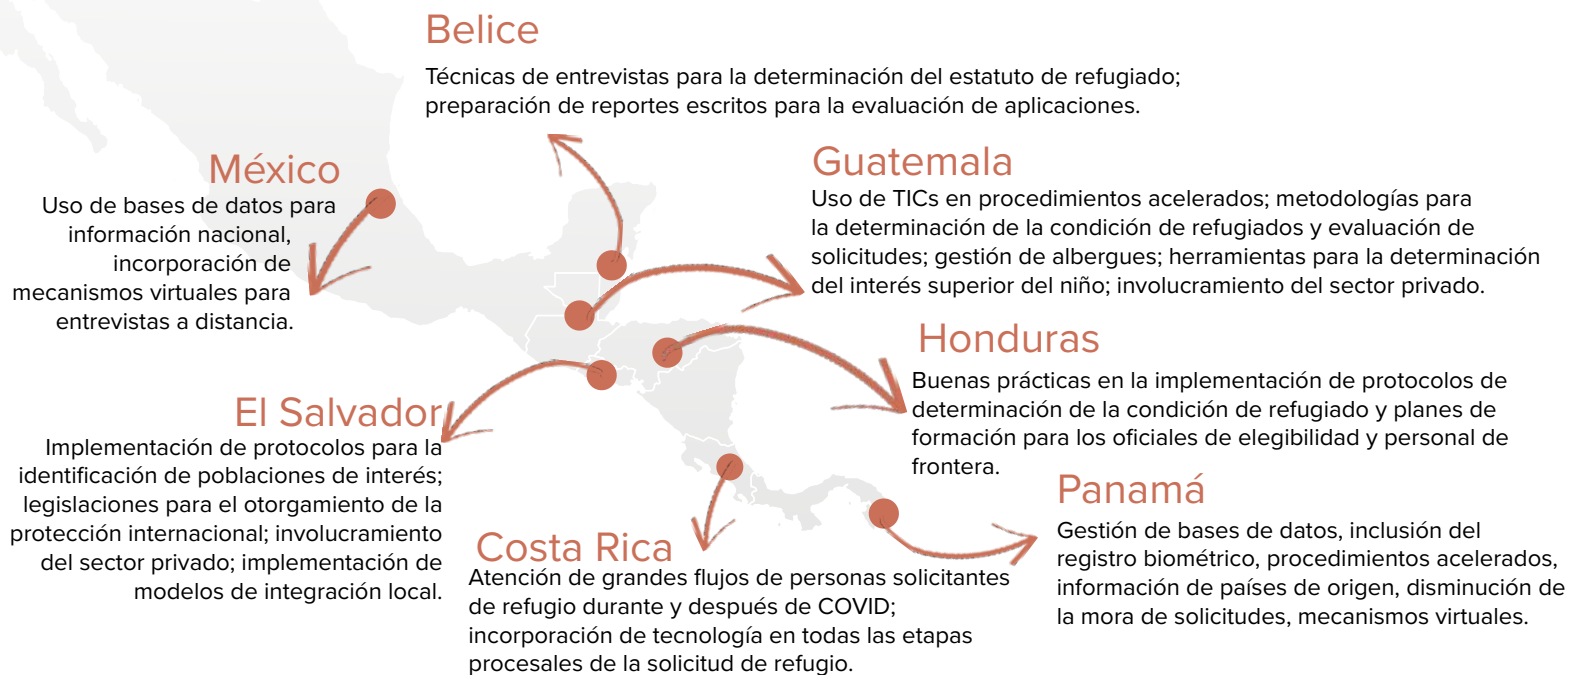 Belice
Técnicas de entrevistas para la determinación del estatuto de refugiado;
preparación de reportes escritos para la evaluación de aplicaciones.
México
Uso de bases de datos para
información nacional,
incorporación de
mecanismos virtuales para
entrevistas a distancia.
Guatemala
Uso de TICs en procedimientos acelerados; metodologías para
la determinación de la condición de refugiados y evaluación de
solicitudes; gestión de albergues; herramientas para la determinación
del interés superior del niño; involucramiento del sector privado.
Honduras
Buenas prácticas en la implementación de protocolos de
determinación de la condición de refugiado y planes de
formación para los oficiales de elegibilidad y personal de
frontera.
El Salvador
Implementación de protocolos para la
identificación de poblaciones de interés;
legislaciones para el otorgamiento de la
protección internacional; involucramiento
del sector privado; implementación de
modelos de integración local.
Costa Rica
Atención de grandes flujos de personas solicitantes
de refugio durante y después de COVID;
incorporación de tecnología en todas las etapas
procesales de la solicitud de refugio.
Panamá
Gestión de bases de datos, inclusión del
registro biométrico, procedimientos acelerados,
información de países de origen, disminución de
la mora de solicitudes, mecanismos virtuales.